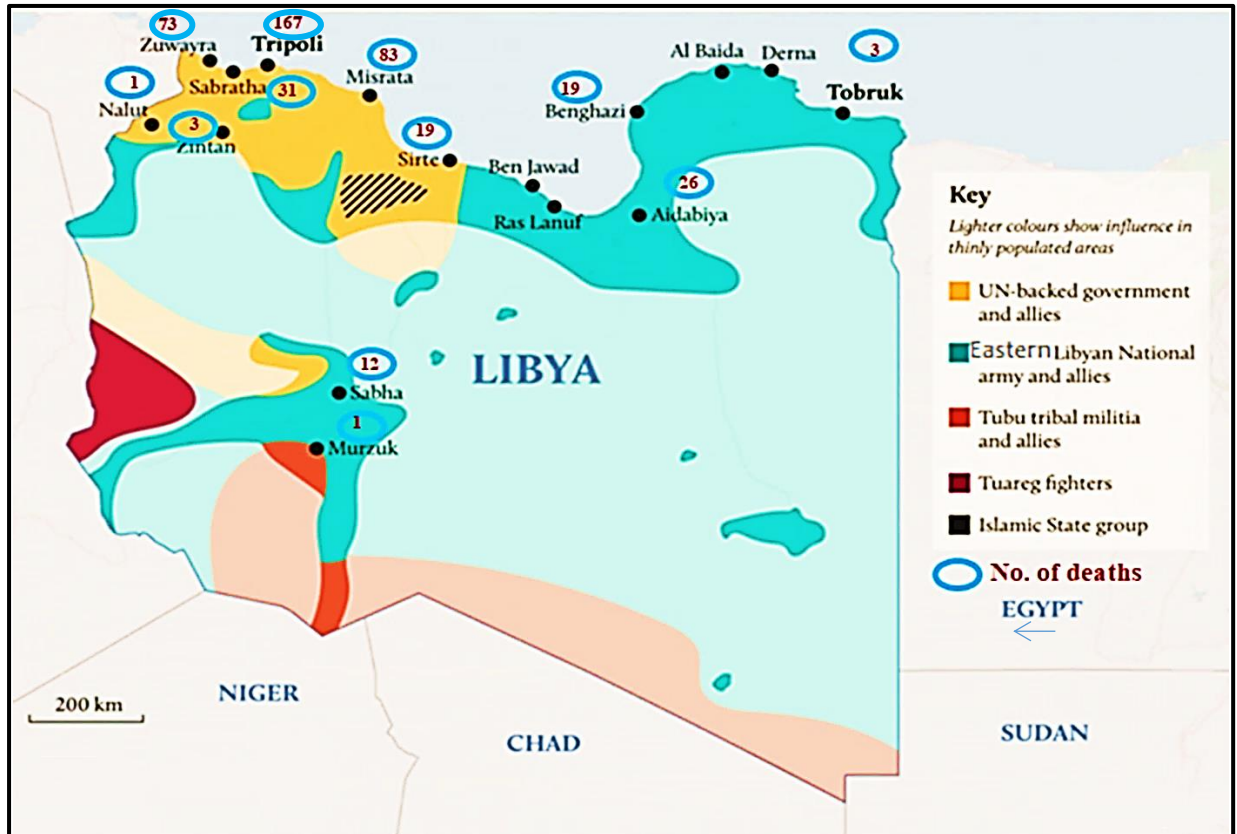 73
167
Zuwayra
Tripoli
83
Misrata
1
Sabratha
31
Nalut
3
Zintan
19
Sirte
19
Benghazi
Al Baida
Derna
3
Tobruk
Ben Jawad
Ras Lanuf
26
Aidabiya
LIBYA
12
Sabha
1
Murzuk
Key
Lighter colours show influence in
thinly populated areas
UN-backed government
and allies
Eastern Libyan National
army and allies
Tubu tribal militia
and allies
Tuareg fighters
Islamic State group
No. of deaths
EGYPT
200 km
NIGER
CHAD
SUDAN